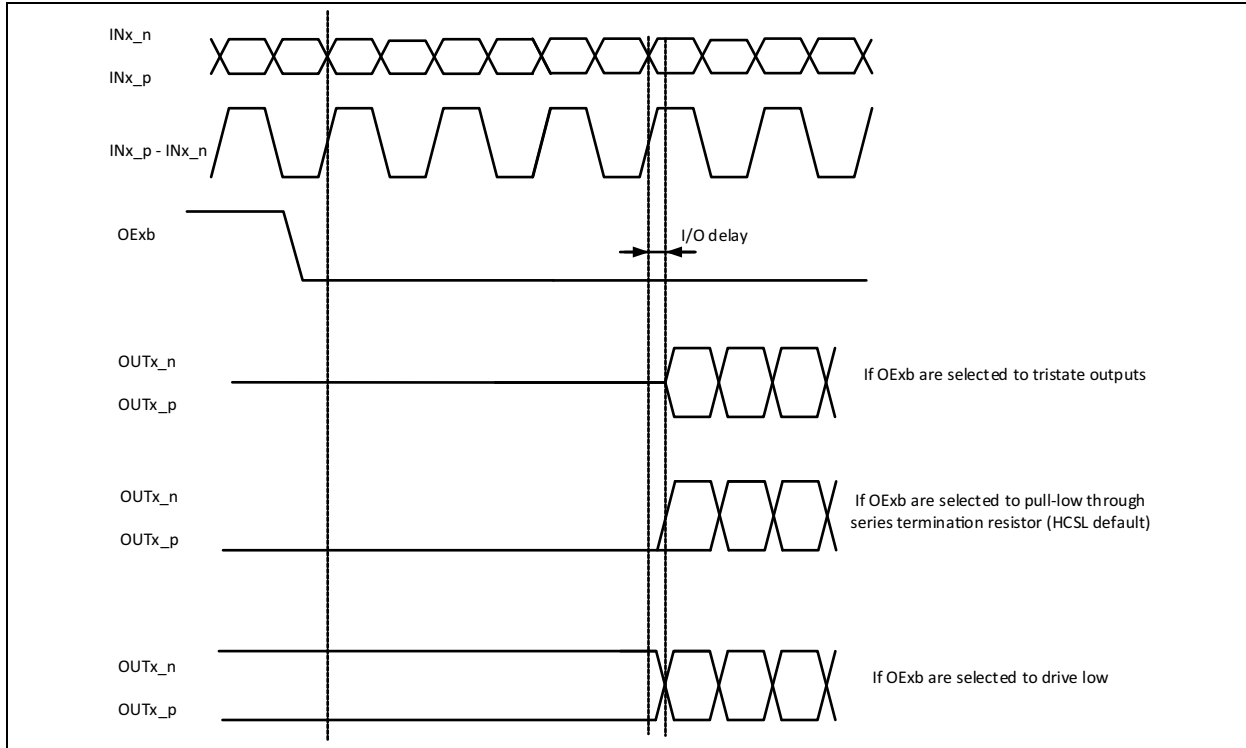 INx_n
INx_p
INx_p - INx_n
OExb
I/O delay
OUTx_n
OUTx_p
If OExb are selected to tristate outputs
OUTx_n
OUTx_p
If OExb are selected to pull-low through
series termination resistor (HCSL default)
OUTx_n
OUTx_p
If OExb are selected to drive low